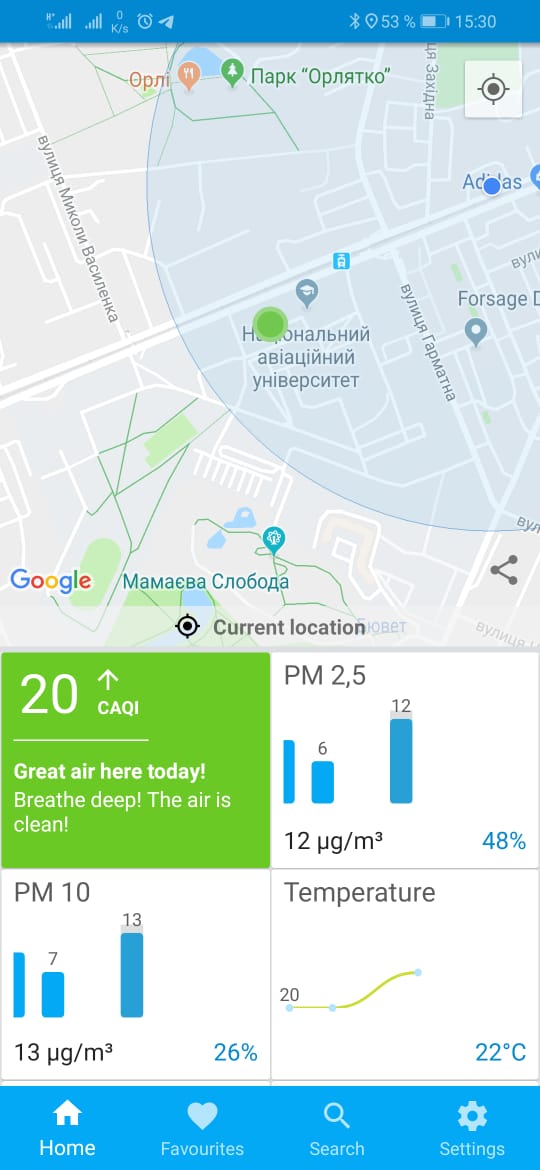 H+
0
K/s
53 %
15:30
Орлі
Парк “Орлятко”
ця Західна
вулиця Миколи Василенка
Adidas
вулиця Гарматна
Forsage D
Національний
авіаційний
університет
Google
Мамаєва Слобода
Current location
Бювет
вулиц
20
CAQI
Great air here today!
Breathe deep! The air is
clean!
PM 2,5
12
6
12 µg/m³
48%
PM 10
13
7
13 µg/m³
26%
Temperature
20
22°C
Home
Favourites
Search
Settings